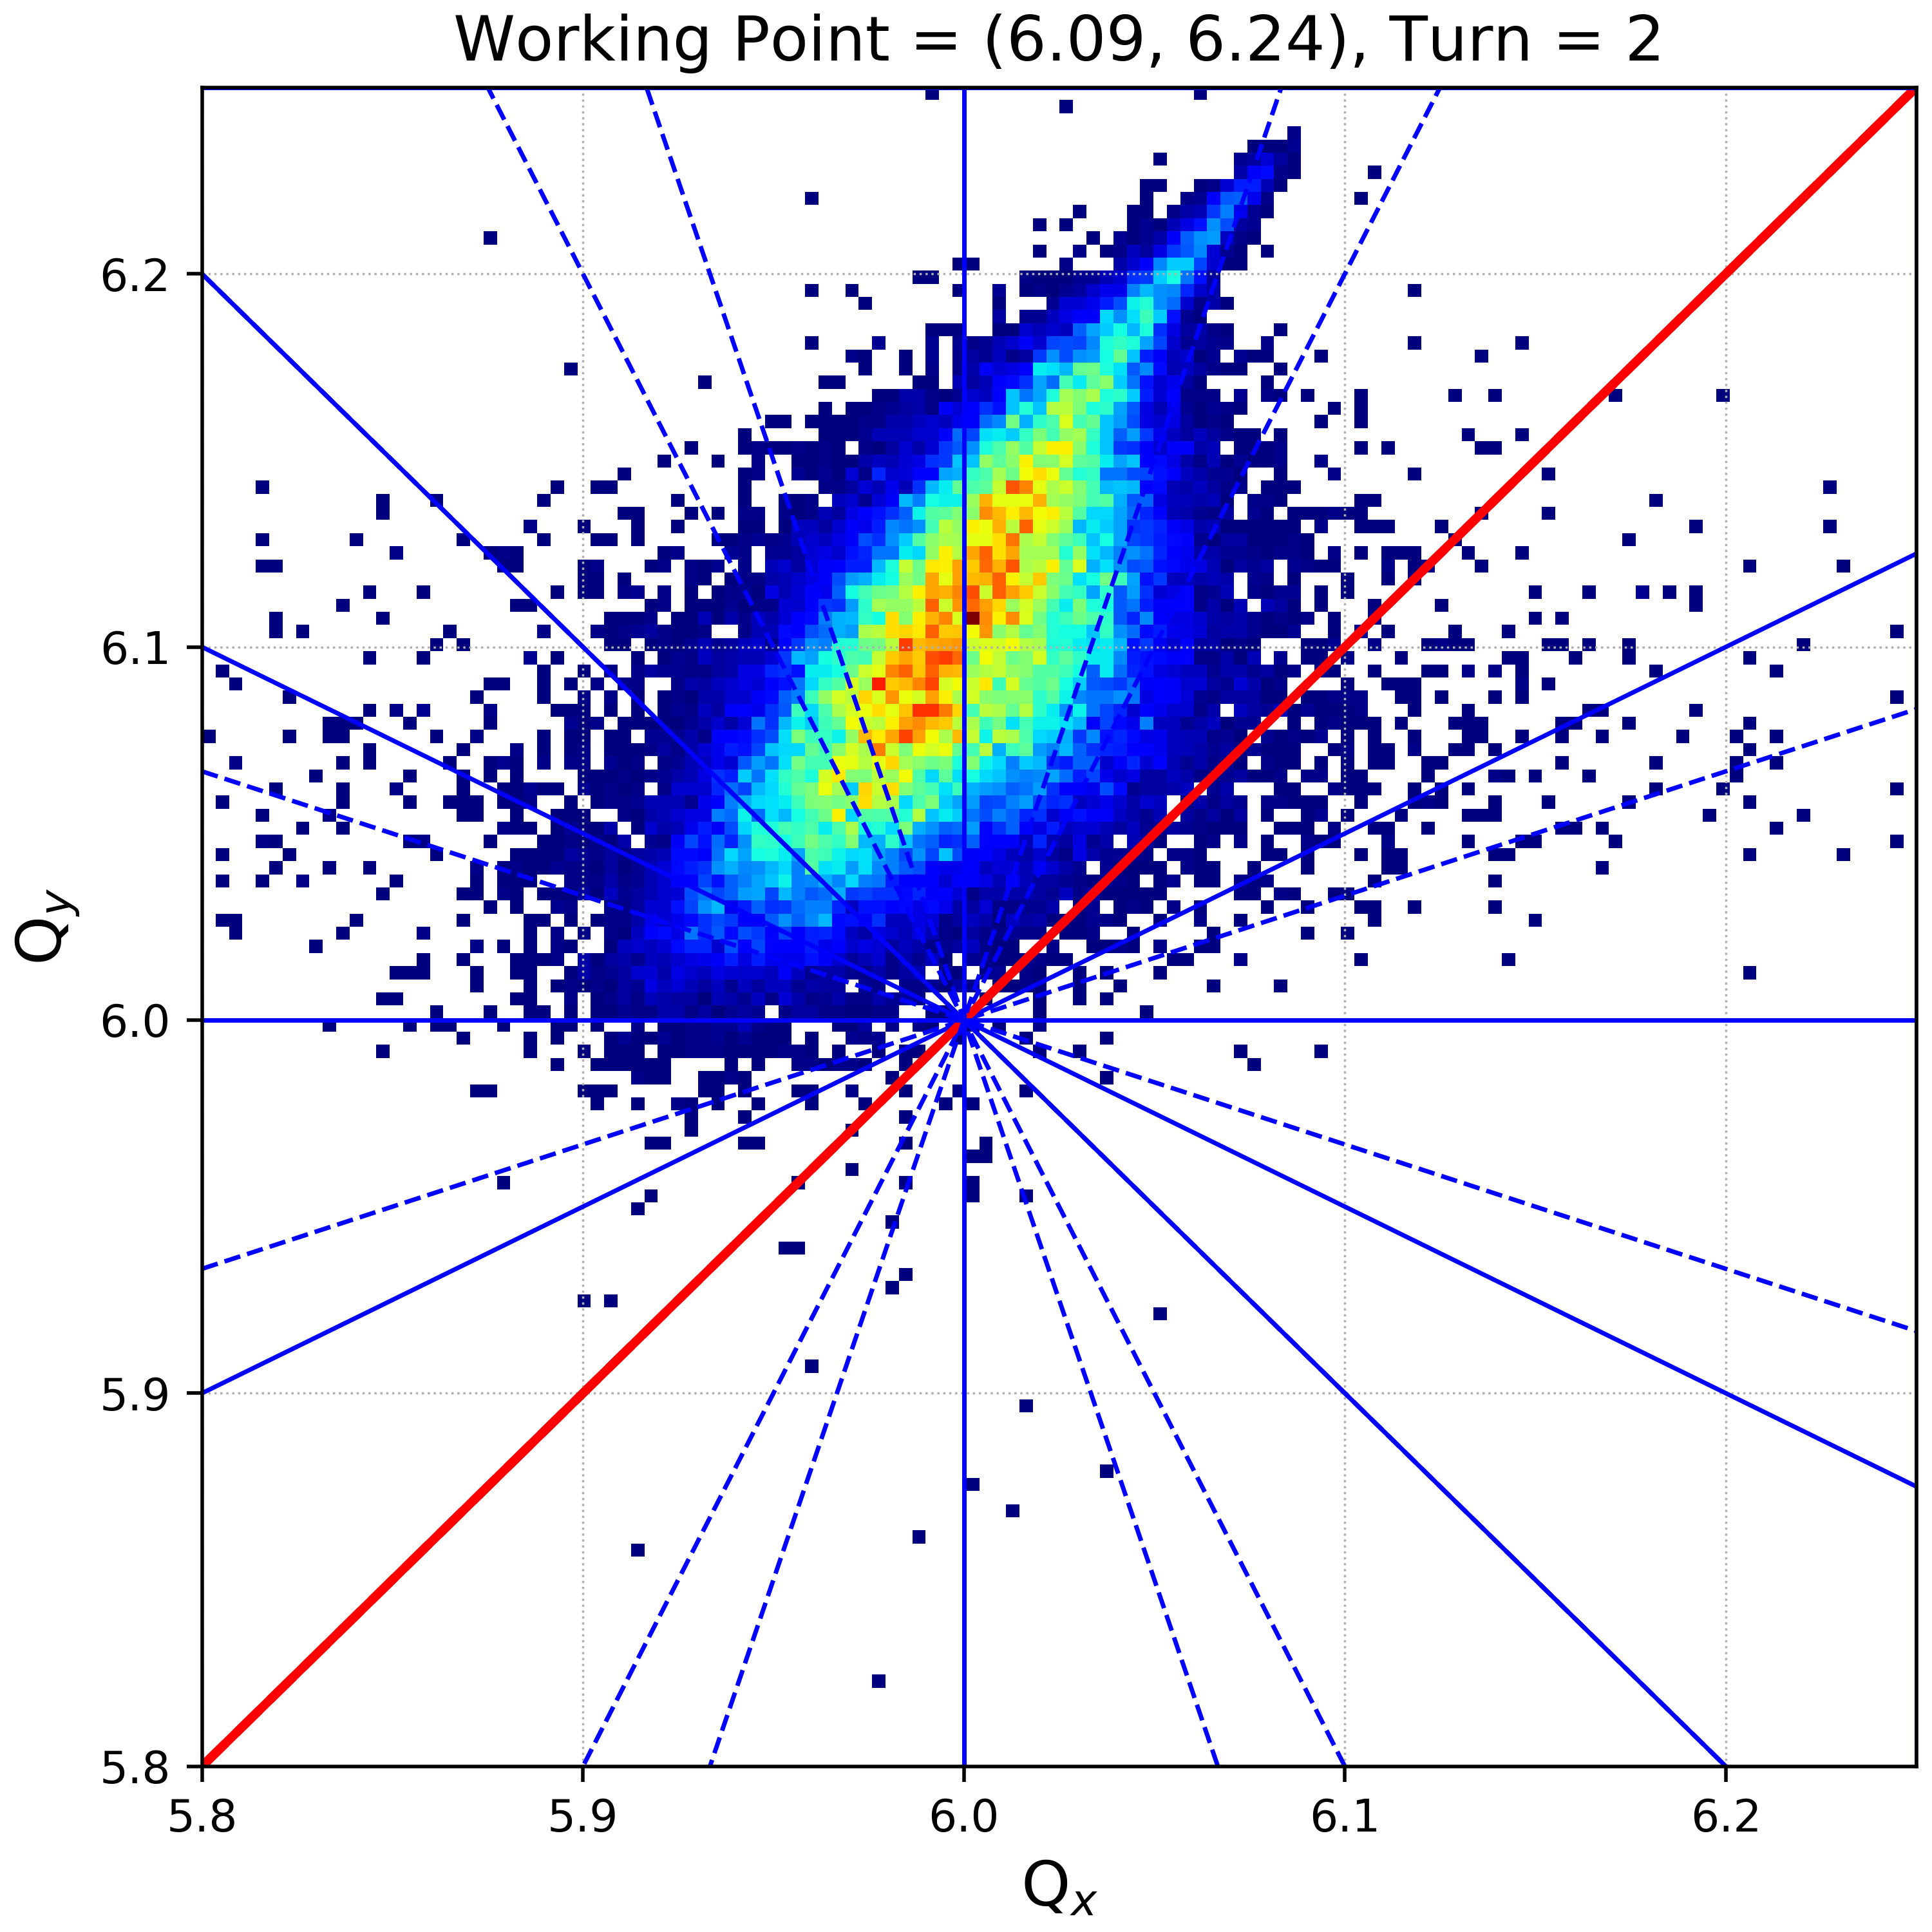 Working Point = (6.09, 6.24), Turn = 2
6.2
6.1
6.0
5.9
5.8
Qy
5.8 5.9 6.0 6.1 6.2
Qx